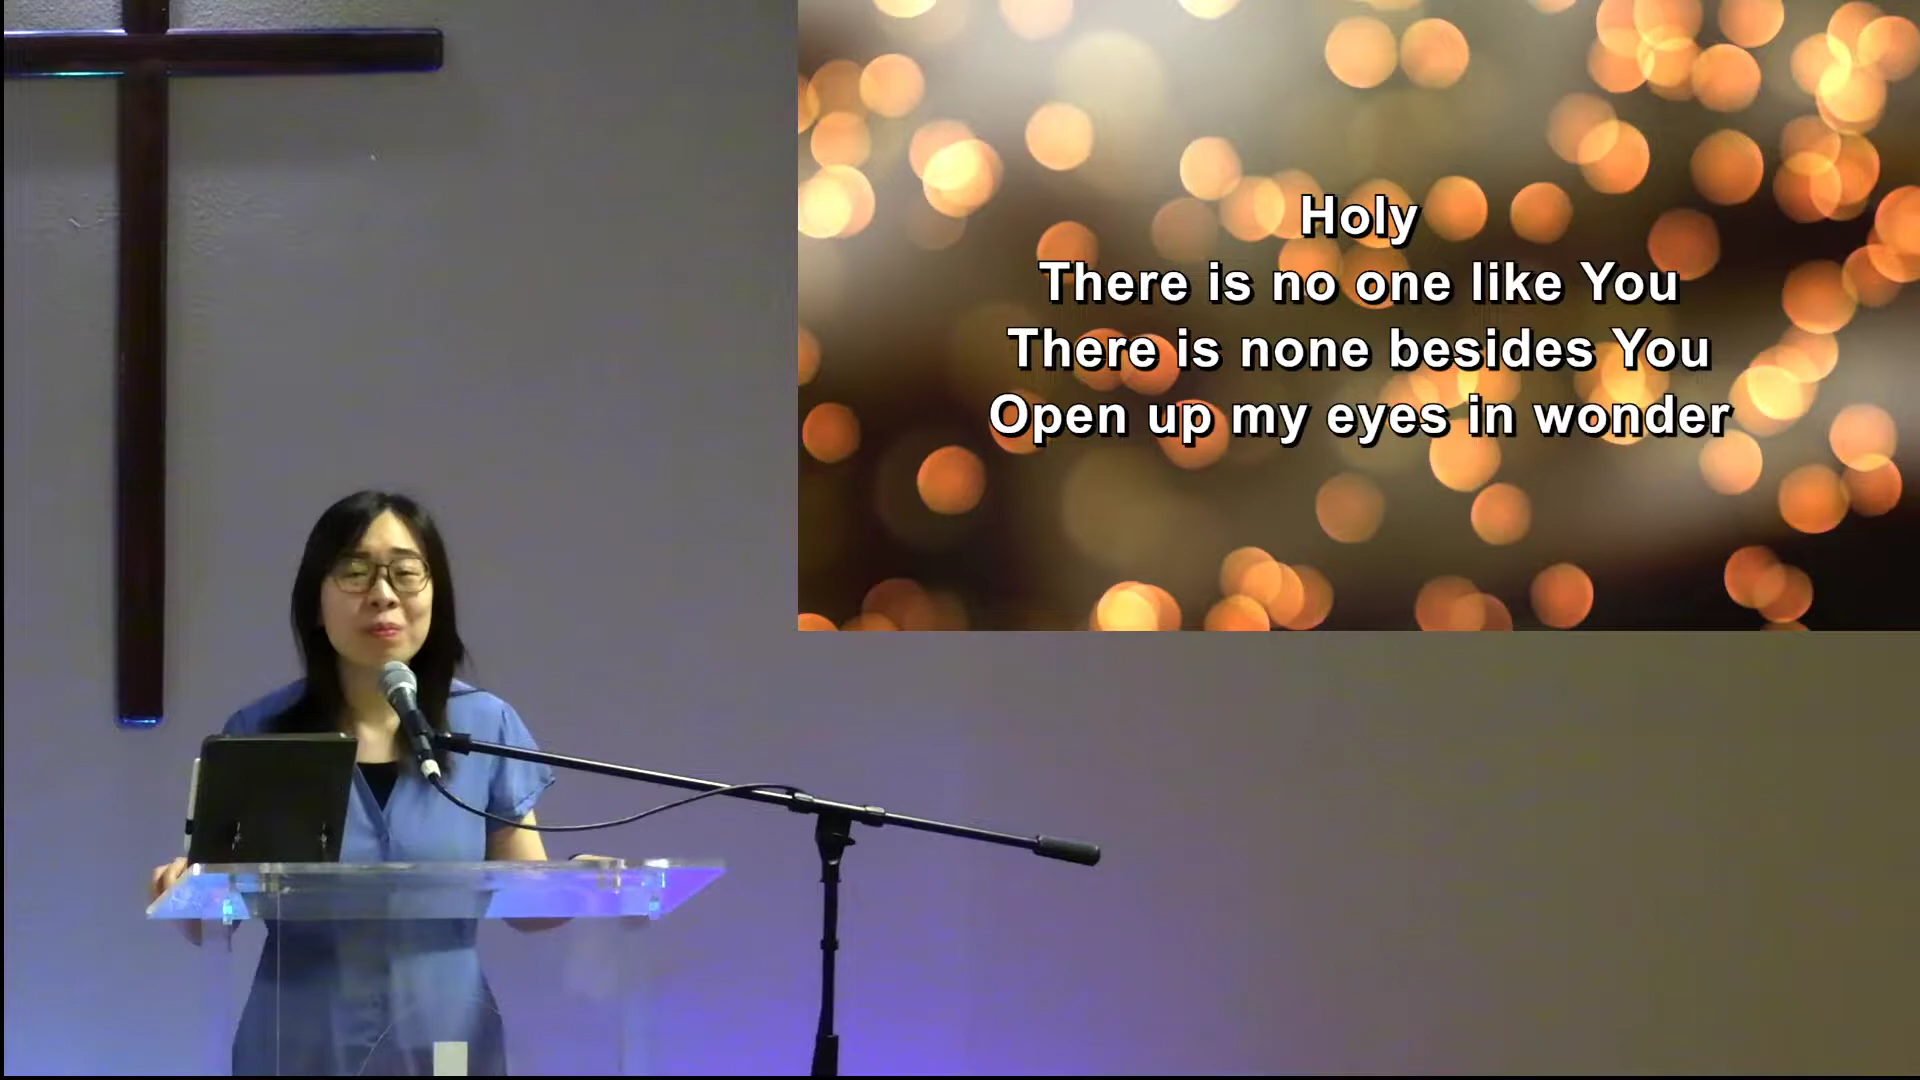 Holy
There is no one like You
There is none besides You
Open up my eyes in wonder